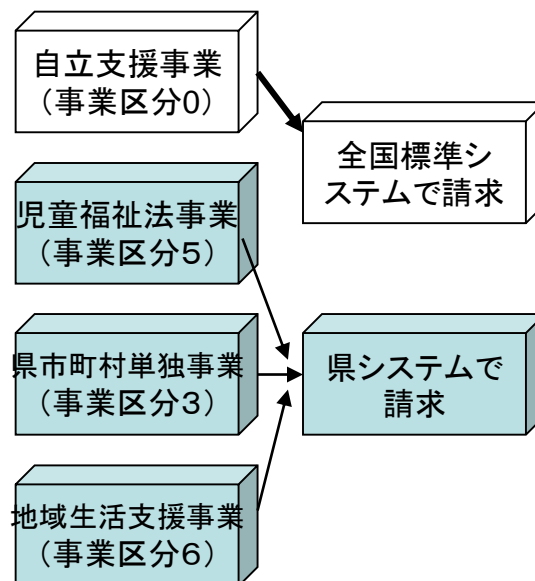 自立支援事業
（事業区分0）
全国標準シ
ステムで請求
児童福祉法事業
（事業区分５）
県市町村単独事業
（事業区分３）
県システムで
請求
地域生活支援事業
（事業区分６）